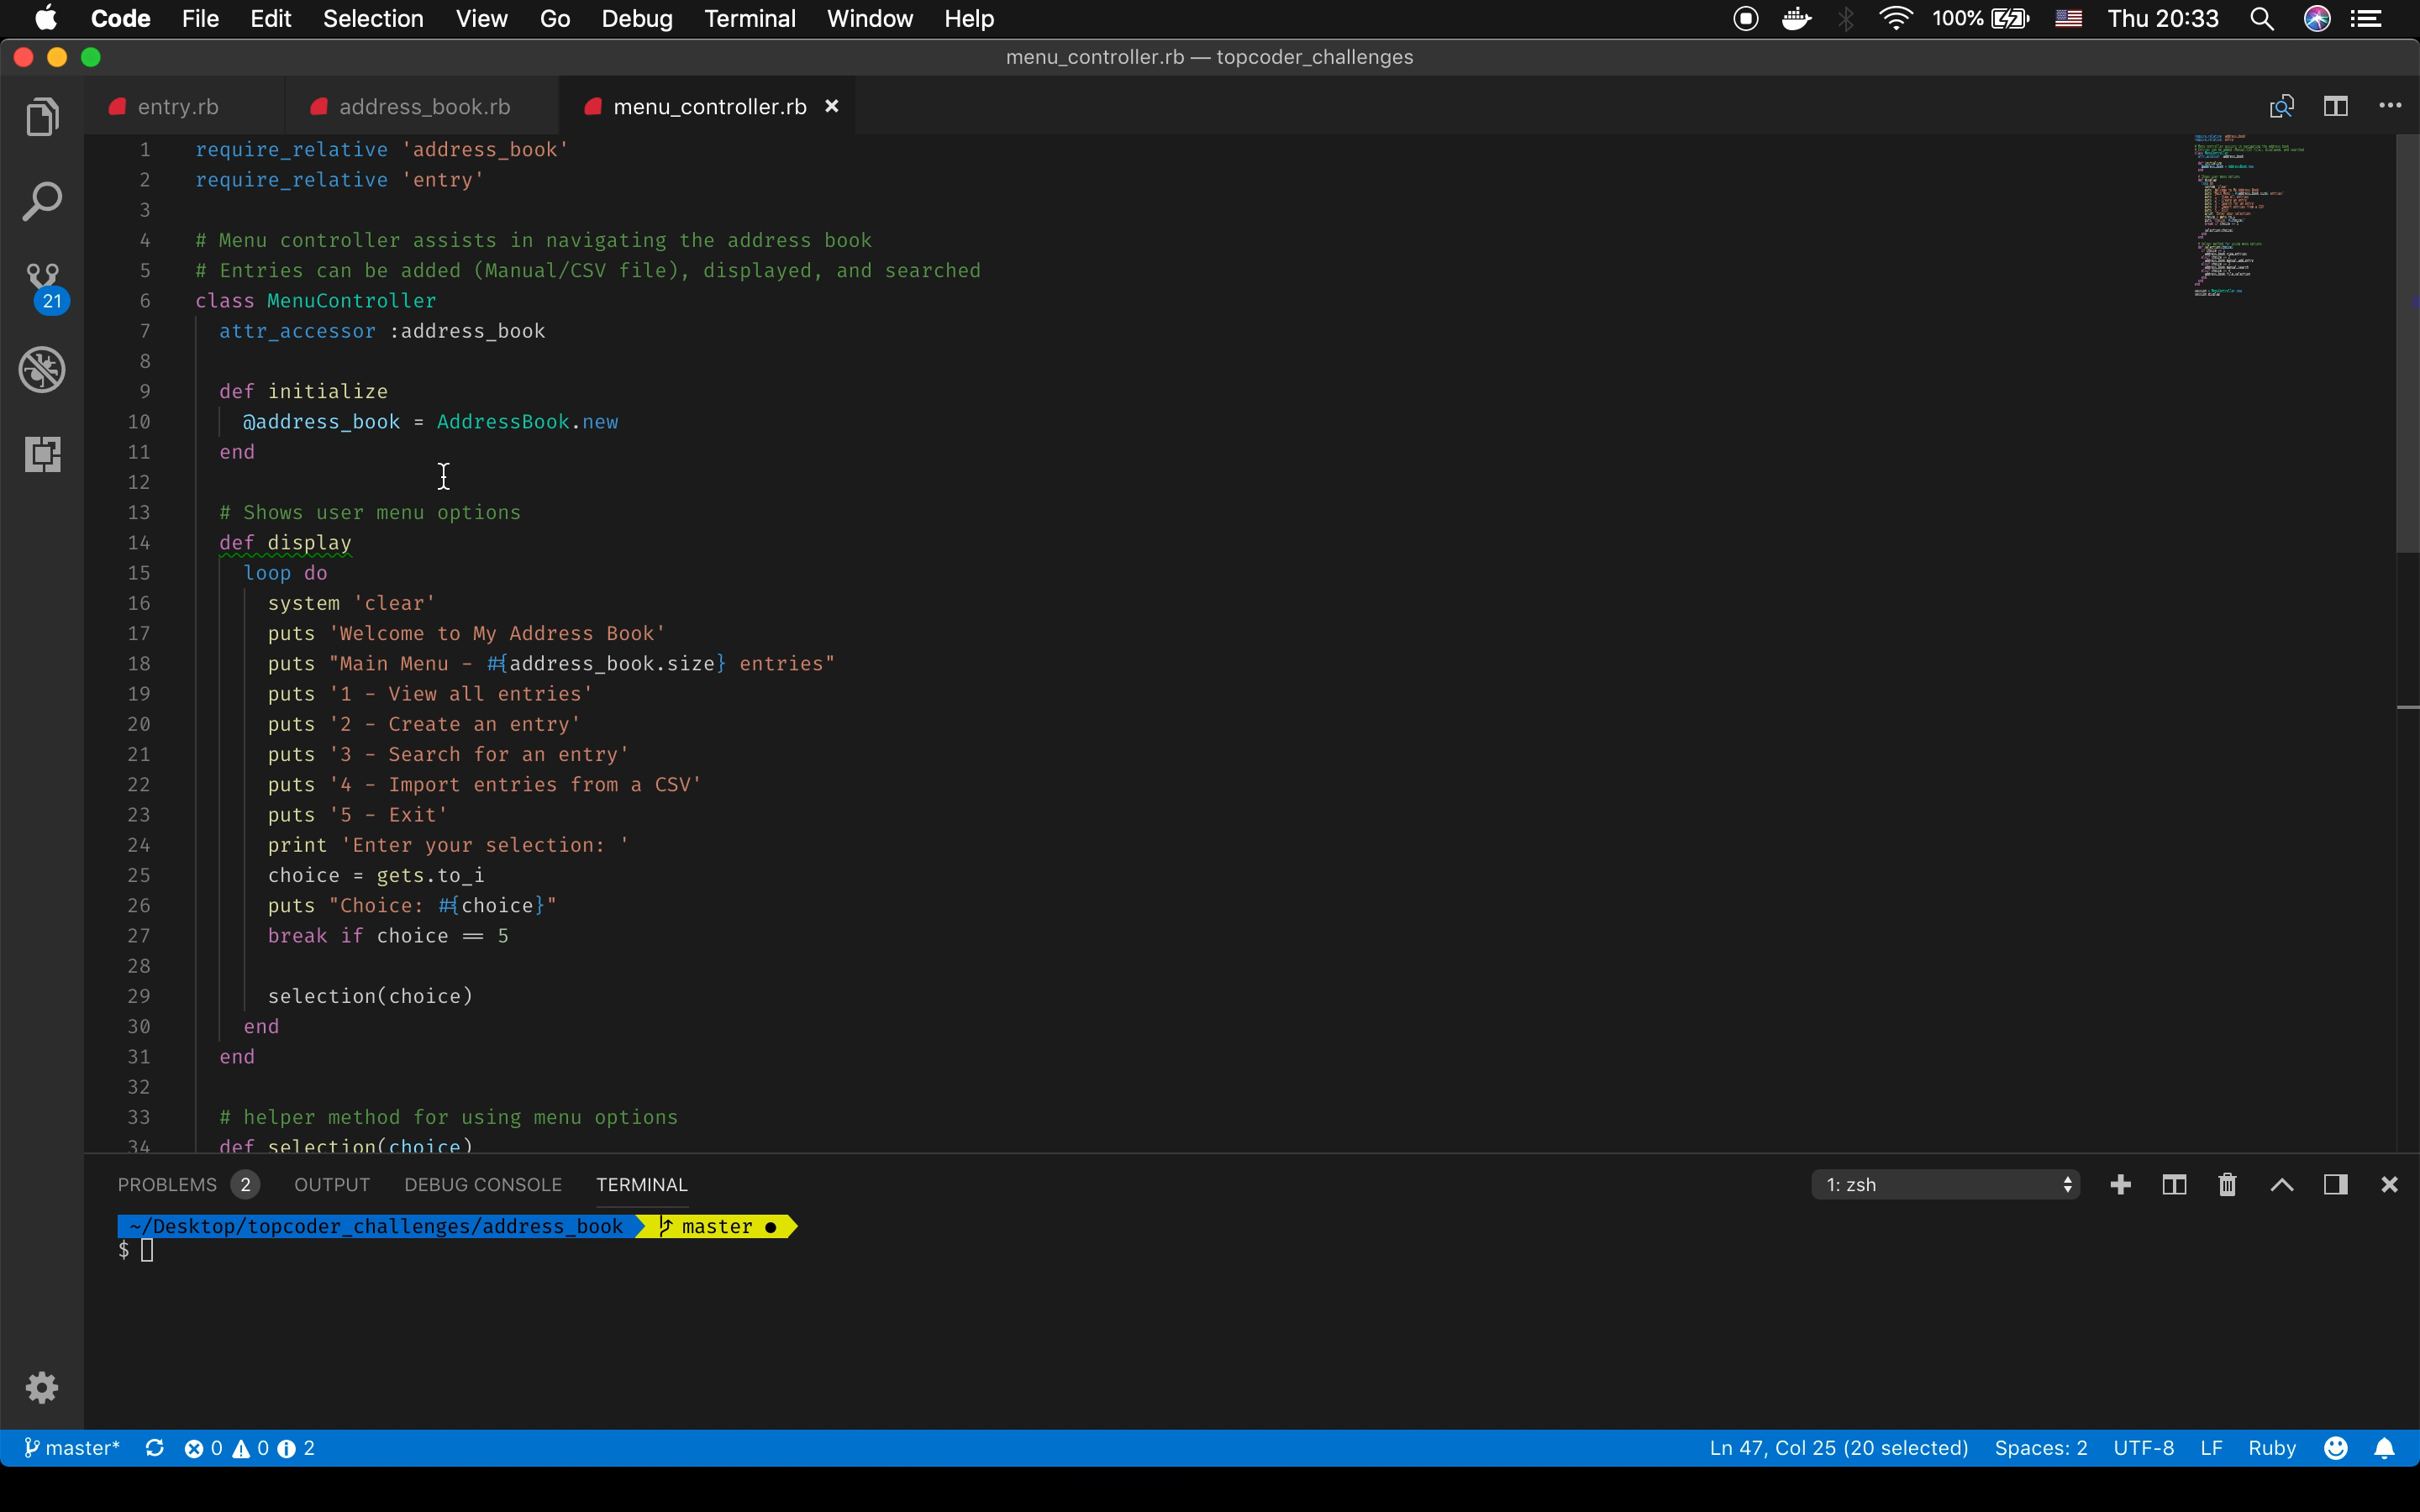 Code File Edit Selection View Go Debug Terminal Window Help 100% Thu 20:33
menu_controller.rb — topcoder_challenges
entry.rb address_book.rb menu_controller.rb
21
1 require_relative 'address_book'
2 require_relative 'entry'
3
4 # Menu controller assists in navigating the address book
5 # Entries can be added (Manual/CSV file), displayed, and searched
6 class MenuController
7 attr_accessor :address_book
8
9 def initialize
10 @address_book = AddressBook.new
11 end
12
13 # Shows user menu options
14 def display
15 loop do
16 system 'clear'
17 puts 'Welcome to My Address Book'
18 puts "Main Menu - #{address_book.size} entries"
19 puts '1 - View all entries'
20 puts '2 - Create an entry'
21 puts '3 - Search for an entry'
22 puts '4 - Import entries from a CSV'
23 puts '5 - Exit'
24 print 'Enter your selection: '
25 choice = gets.to_i
26 puts "Choice: #{choice}"
27 break if choice == 5
28
29 selection(choice)
30 end
31 end
32
33 # helper method for using menu options
34 def selection(choice)
PROBLEMS 2 OUTPUT DEBUG CONSOLE TERMINAL 1: zsh
~/Desktop/topcoder_challenges/address_book master ●
$
master* 0 0 2 Ln 47, Col 25 (20 selected) Spaces: 2 UTF-8 LF Ruby